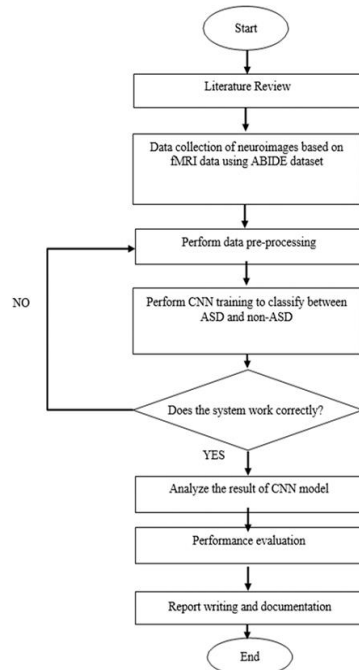 Start
Literature Review
Data collection of neuroimages based on
fMRI data using ABIDE dataset
Perform data pre-processing
NO
Perform CNN training to classify between
ASD and non-ASD
Does the system work correctly?
YES
Analyze the result of CNN model
Performance evaluation
Report writing and documentation
End